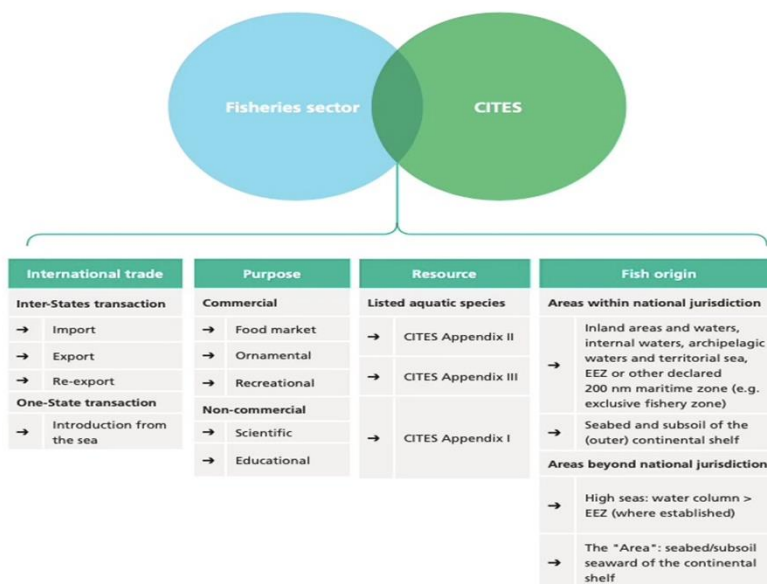 Fisheries sector
CITES
International trade
Inter-States transaction
→ Import
→ Export
→ Re-export
One-State transaction
→ Introduction from
the sea
Purpose
Commercial
→ Food market
→ Ornamental
→ Recreational
Non-commercial
→ Scientific
→ Educational
Resource
Listed aquatic species
→ CITES Appendix II
→ CITES Appendix III
→ CITES Appendix I
Fish origin
Areas within national jurisdiction
→ Inland areas and waters,
internal waters, archipelagic
waters and territorial sea,
EEZ or other declared
200 nm maritime zone (e.g.
exclusive fishery zone)
→ Seabed and subsoil of the
(outer) continental shelf
Areas beyond national jurisdiction
→ High seas: water column >
EEZ (where established)
→ The "Area": seabed/subsoil
seaward of the continental
shelf